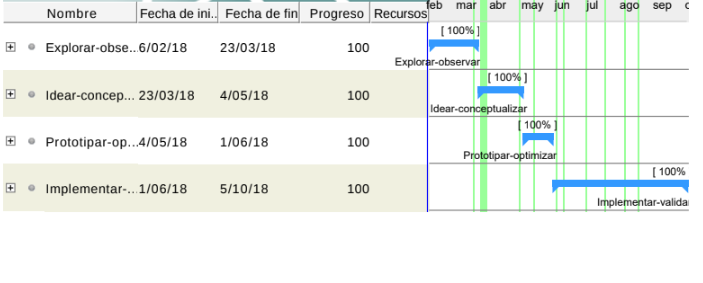 Nombre Fecha de ini.. Fecha de fin Progreso Recursos feb mar abr may jun jul ago sep
[ 100% ]
Explorar-obse... 6/02/18 23/03/18 100
Explorar-observar
[ 100% ]
Idear-concep... 23/03/18 4/05/18 100
Idear-conceptualizar
[ 100% ]
Prototipar-op... 4/05/18 1/06/18 100
Prototipar-optimizar
[ 100%
Implementar-... 1/06/18 5/10/18 100
Implementar-valida